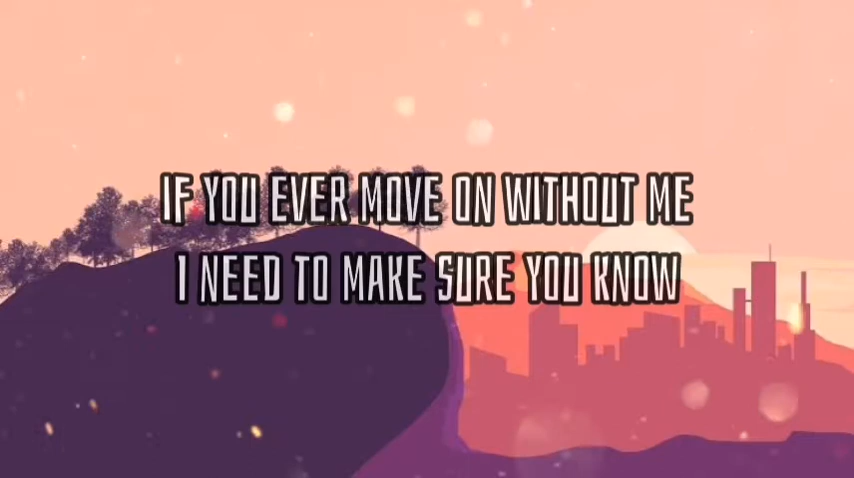 IF YOU EVER MOVE ON WITHOUT ME
I NEED TO MAKE SURE YOU KNOW